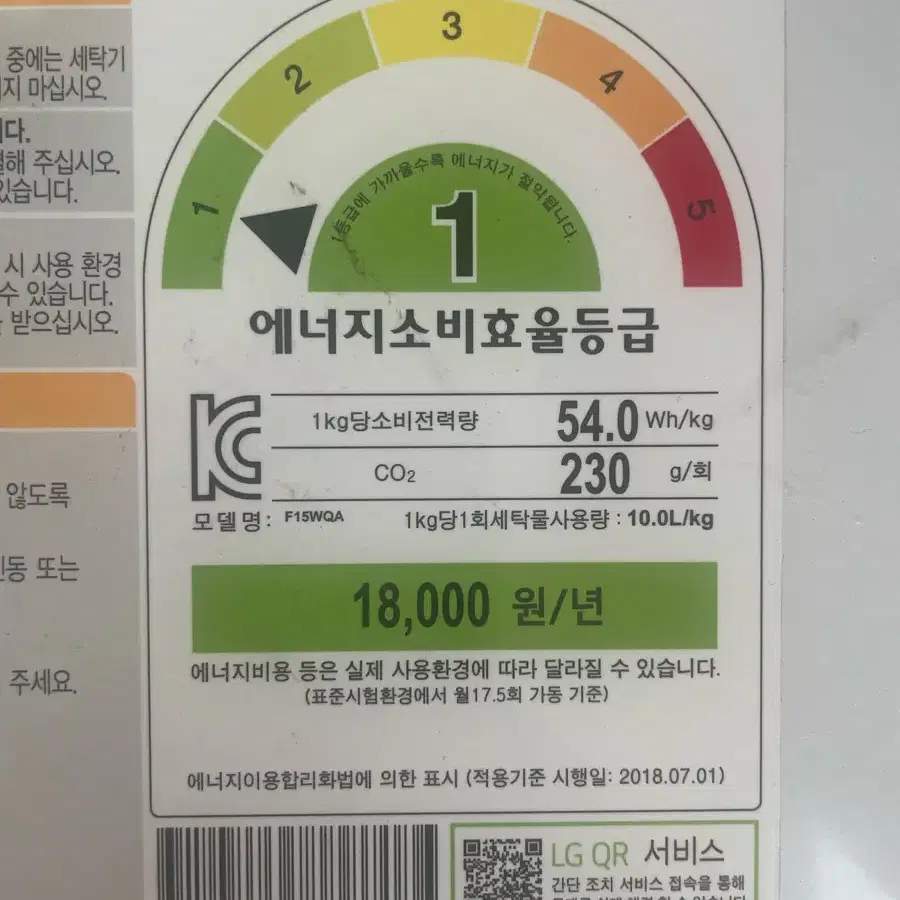 중에는 세탁기
지 마십시오.
다.
해 주십시오.
있습니다.
시 사용 환경
수 있습니다.
받으십시오.
않도록
동 또는
주세요.
1
2
3
4
5
1등급에 가까울수록 에너지가 절약됩니다.
1
에너지소비효율등급
1kg당소비전력량 54.0 Wh/kg
CO2 230 g/회
모델명: F15WQA 1kg당1회세탁물사용량 : 10.0L/kg
18,000 원/년
에너지비용 등은 실제 사용환경에 따라 달라질 수 있습니다.
(표준시험환경에서 월17.5회 가동 기준)
에너지이용합리화법에 의한 표시 (적용기준 시행일: 2018.07.01)
LG QR 서비스
간단 조치 서비스 접속을 통해